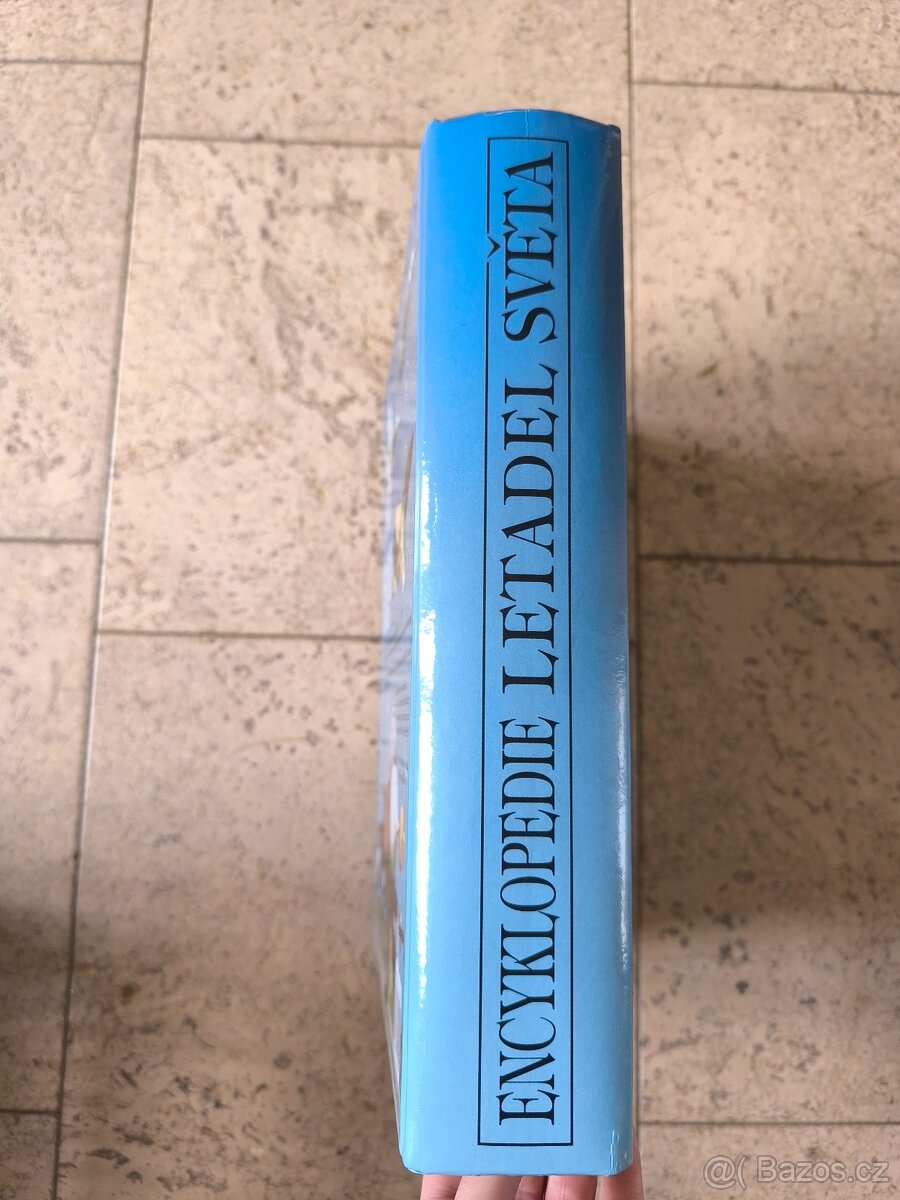 ENCYKLOPEDIE LETADEL SVĚTA
@( Bazos.cz